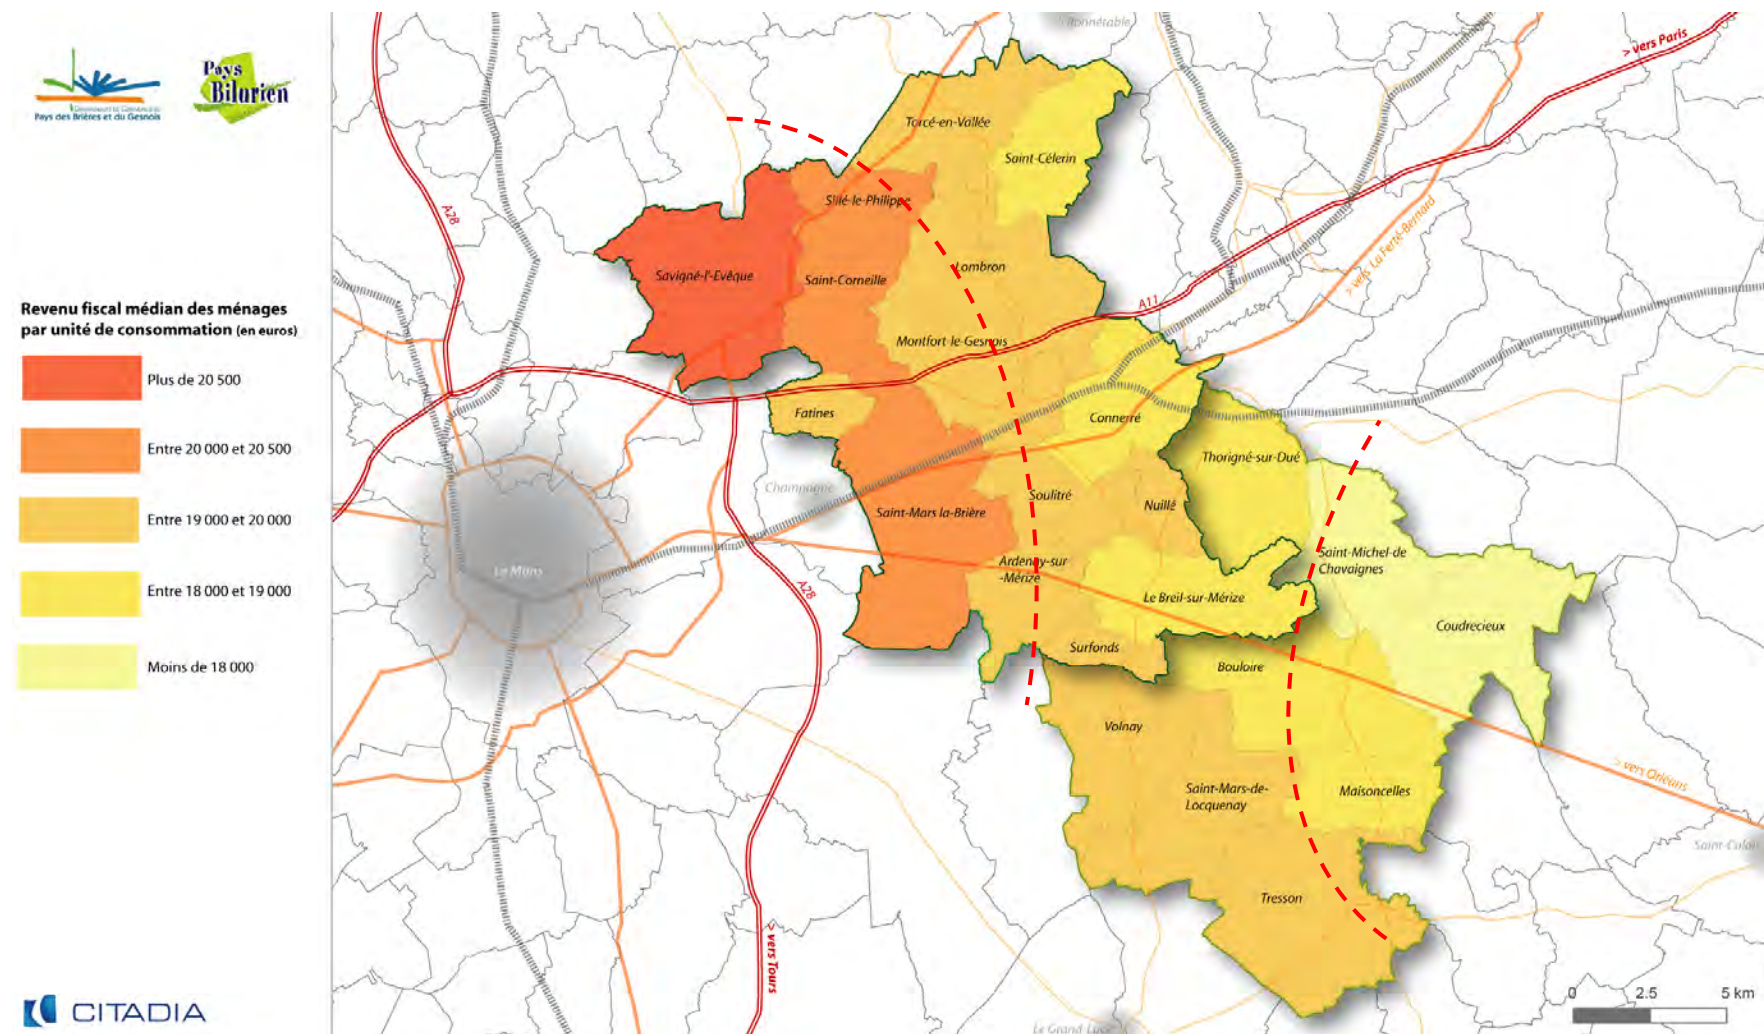 Pays
Bilurien
Pays des Brières et du Gesnois
Revenu fiscal médian des ménages
par unité de consommation (en euros)
Plus de 20 500
Entre 20 000 et 20 500
Entre 19 000 et 20 000
Entre 18 000 et 19 000
Moins de 18 000
CITADIA
Bonnétable
> vers Paris
Torcé-en-Vallée
Saint-Célerin
A28
Sillé-le-Philippe
> vers La Ferté-Bernard
Savigné-l'Evêque
Saint-Corneille
Lombron
A11
Montfort-le-Gesnois
Fatines
Connerré
Thorigné-sur-Dué
Champagné
Soulitré
Nuillé
Saint-Mars la-Brière
Le Mans
Ardenay-sur
-Mérize
Saint-Michel-de
Chavaignes
A28
Le Breil-sur-Mérize
Coudrecieux
Surfonds
Bouloire
Volnay
> vers Orléans
Saint-Mars-de-
Locquenay
Maisoncelles
Saint-Calais
Tresson
> vers Tours
Le Grand-Lucé
0 2.5 5 km